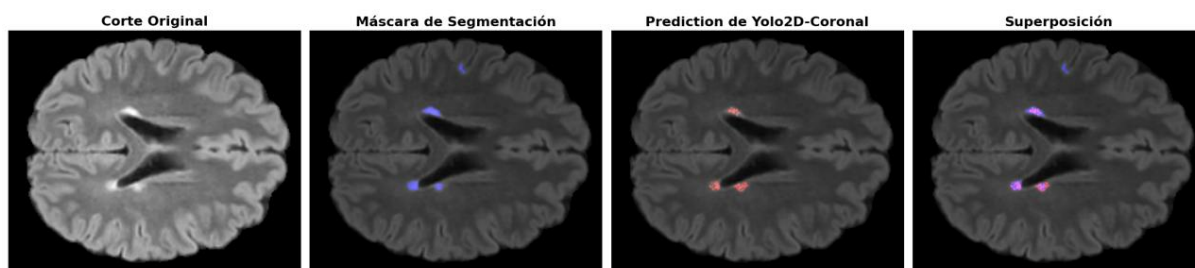 Corte Original
Máscara de Segmentación
Prediction de Yolo2D-Coronal
Superposición